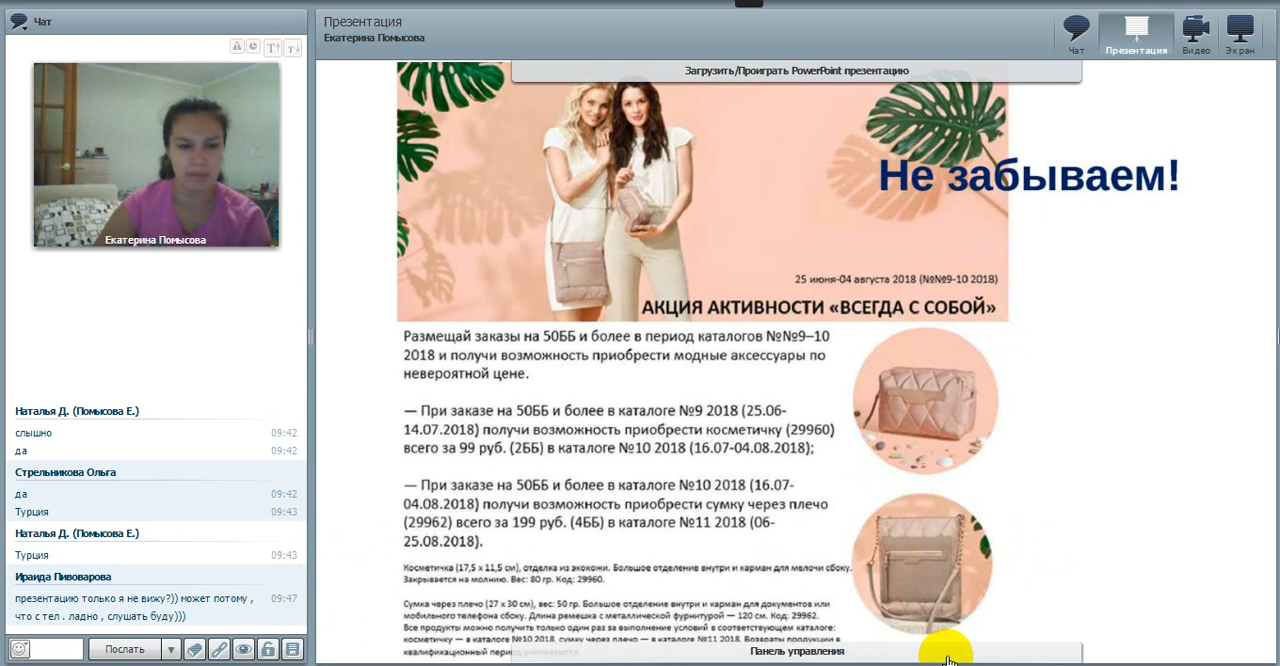 Чат
Екатерина Помысова
Наталья Д. (Помысова Е.)
слышно 09:42
да 09:42
Стрельникова Ольга
да 09:42
Турция 09:43
Наталья Д. (Помысова Е.)
Турция 09:43
Ираида Пивоварова
презентацию только я не вижу?)) может потому , 09:47
что с тел . ладно , слушать буду)))
Послать
Презентация
Екатерина Помысова
Чат
Презентация
Видео
Экран
Загрузить/Проиграть PowerPoint презентацию
Не забываем!
25 июня-04 августа 2018 (№№9-10 2018)
АКЦИЯ АКТИВНОСТИ «ВСЕГДА С СОБОЙ»
Размещай заказы на 50ББ и более в период каталогов №№9–10
2018 и получи возможность приобрести модные аксессуары по
невероятной цене.
— При заказе на 50ББ и более в каталоге №9 2018 (25.06-
14.07.2018) получи возможность приобрести косметичку (29960)
всего за 99 руб. (2ББ) в каталоге №10 2018 (16.07-04.08.2018);
— При заказе на 50ББ и более в каталоге №10 2018 (16.07-
04.08.2018) получи возможность приобрести сумку через плечо
(29962) всего за 199 руб. (4ББ) в каталоге №11 2018 (06-
25.08.2018).
Косметичка (17,5 х 11,5 см), отделка из экокожи. Большое отделение внутри и карман для мелочи сбоку.
Закрывается на молнию. Вес: 80 гр. Код: 29960.
Сумка через плечо (27 х 30 см), вес: 50 гр. Большое отделение внутри и карман для документов или
мобильного телефона сбоку. Длина ремешка с металлической фурнитурой — 120 см. Код: 29962.
Все продукты можно получить только один раз за выполнение условий в соответствующем каталоге:
косметичку — в каталоге №10 2018, сумку через плечо — в каталоге №11 2018. Возвраты продукции в
квалификационный период учитываются.
Панель управления